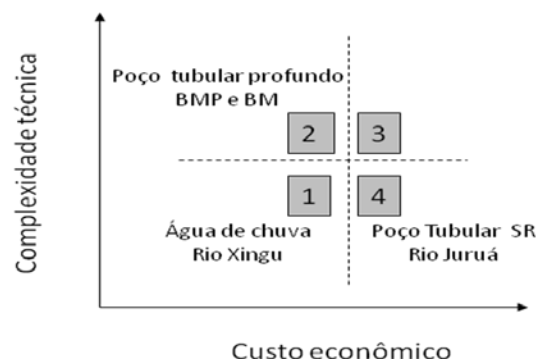 Complexidade técnica
Poço tubular profundo
BMP e BM
2
3
1
4
Água de chuva
Rio Xingu
Poço Tubular SR
Rio Juruá
Custo econômico